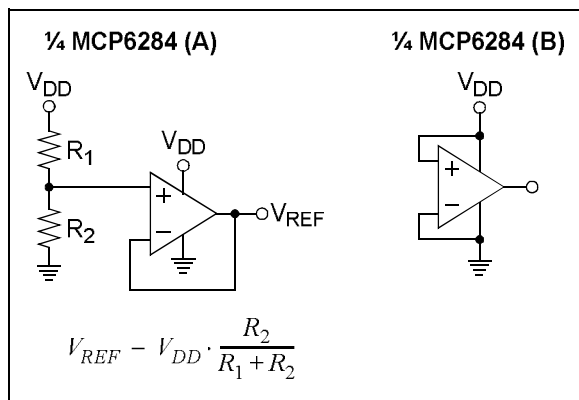 ¼ MCP6284 (A)
¼ MCP6284 (B)
VDD
R1
R2
VDD
+
−
VREF
VDD
+
−
VREF − VDD · R2
R1 + R2